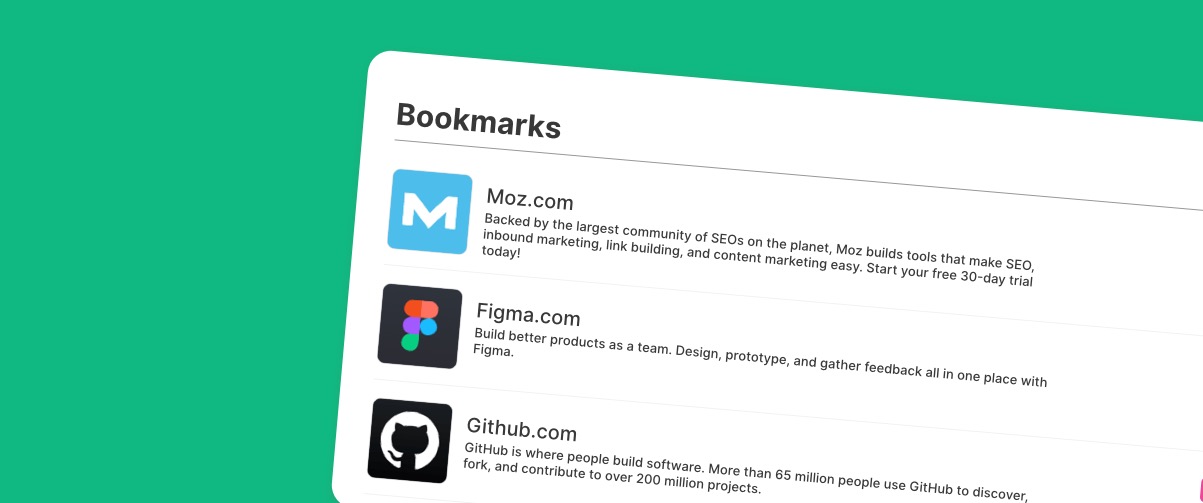 Bookmarks
Moz.com
Backed by the largest community of SEOs on the planet, Moz builds tools that make SEO,
inbound marketing, link building, and content marketing easy. Start your free 30-day trial
today!
Figma.com
Build better products as a team. Design, prototype, and gather feedback all in one place with
Figma.
Github.com
GitHub is where people build software. More than 65 million people use GitHub to discover,
fork, and contribute to over 200 million projects.